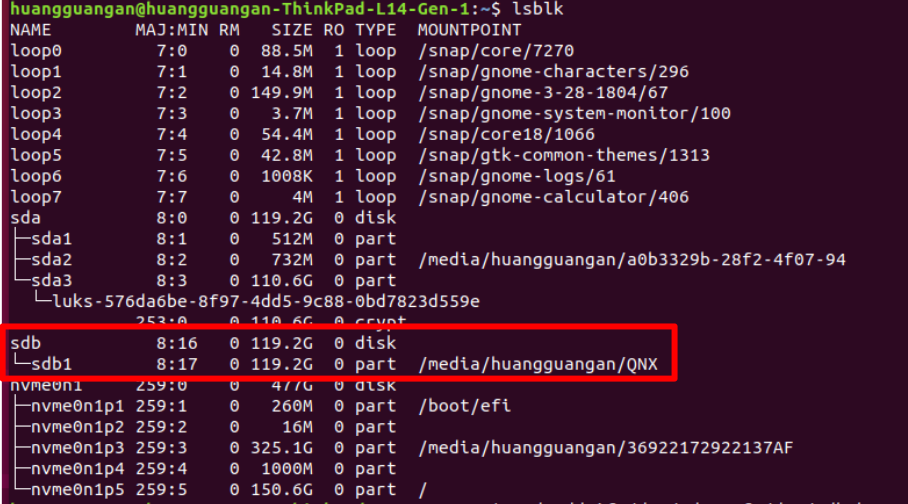 huangguangan@huangguangan-ThinkPad-L14-Gen-1:~$ lsblk
NAME        MAJ:MIN RM   SIZE RO TYPE  MOUNTPOINT
loop0         7:0    0  88.5M  1 loop  /snap/core/7270
loop1         7:1    0  14.8M  1 loop  /snap/gnome-characters/296
loop2         7:2    0 149.9M  1 loop  /snap/gnome-3-28-1804/67
loop3         7:3    0   3.7M  1 loop  /snap/gnome-system-monitor/100
loop4         7:4    0  54.4M  1 loop  /snap/core18/1066
loop5         7:5    0  42.8M  1 loop  /snap/gtk-common-themes/1313
loop6         7:6    0  1008K  1 loop  /snap/gnome-logs/61
loop7         7:7    0     4M  1 loop  /snap/gnome-calculator/406
sda           8:0    0 119.2G  0 disk
├─sda1        8:1    0   512M  0 part
├─sda2        8:2    0   732M  0 part  /media/huangguangan/a0b3329b-28f2-4f07-94
└─sda3        8:3    0 110.6G  0 part
  └─luks-576da6be-8f97-4dd5-9c88-0bd7823d559e
            253:0    0 110.6G  0 crypt
sdb           8:16   0 119.2G  0 disk
└─sdb1        8:17   0 119.2G  0 part  /media/huangguangan/QNX
nvme0n1     259:0    0   477G  0 disk
├─nvme0n1p1 259:1    0   260M  0 part  /boot/efi
├─nvme0n1p2 259:2    0    16M  0 part
├─nvme0n1p3 259:3    0 325.1G  0 part  /media/huangguangan/36922172922137AF
├─nvme0n1p4 259:4    0  1000M  0 part
└─nvme0n1p5 259:5    0 150.6G  0 part  /